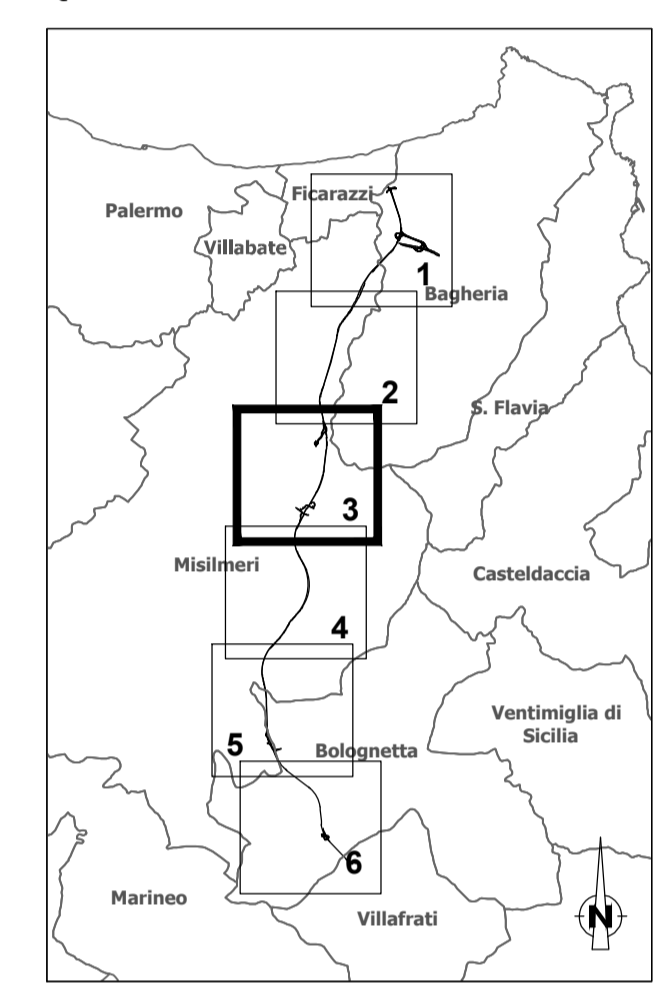 Ficarazzi
Palermo
Villabate
1
Bagheria
2
S. Flavia
3
Misilmeri
Casteldaccia
4
Ventimiglia di
Sicilia
5
Bolognetta
6
Marineo
Villafrati
N